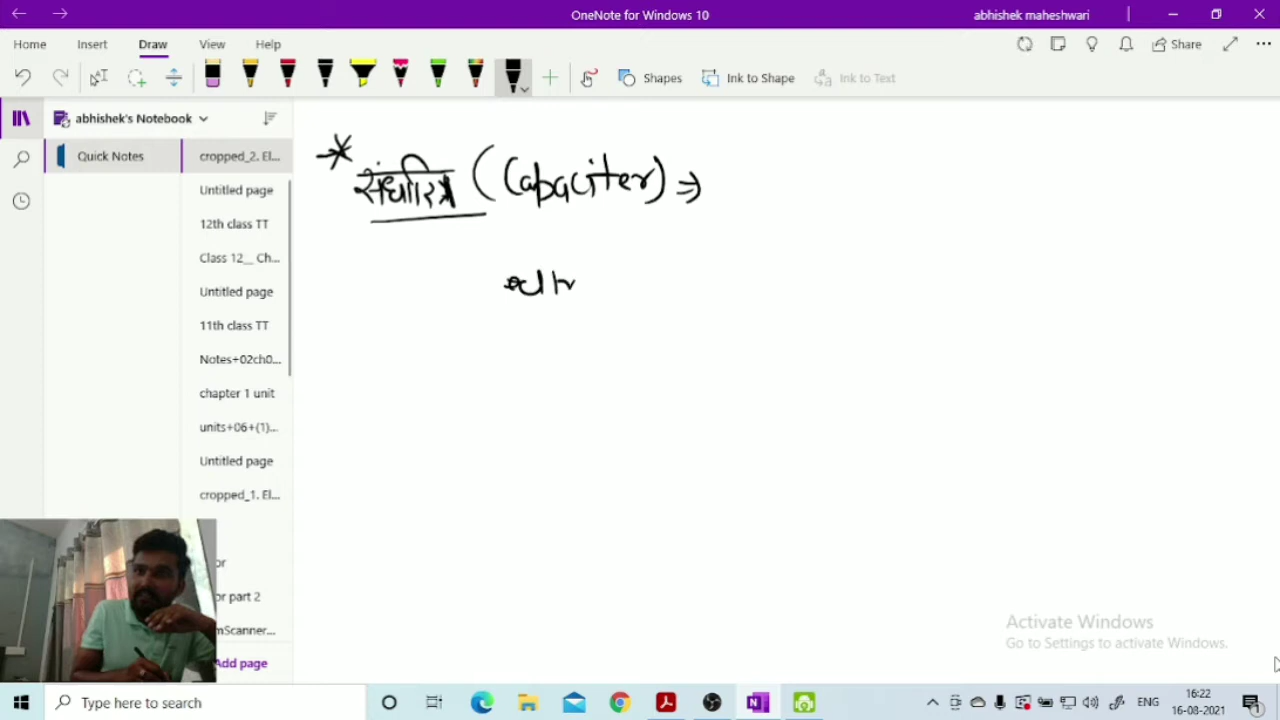 OneNote for Windows 10
abhishek maheshwari
Home Insert Draw View Help
Share
Shapes
Ink to Shape
Ink to Text
abhishek's Notebook
Quick Notes
cropped_2. El...
Untitled page
12th class TT
Class 12__ Ch...
Untitled page
11th class TT
Notes+02ch0...
chapter 1 unit
units+06+(1)...
Untitled page
cropped_1. El...
or
or part 2
mScanner...
Add page
* संधारित्र (Capaciter) ⇒
Activate Windows
Go to Settings to activate Windows.
Type here to search
ENG
16:22
16-08-2021